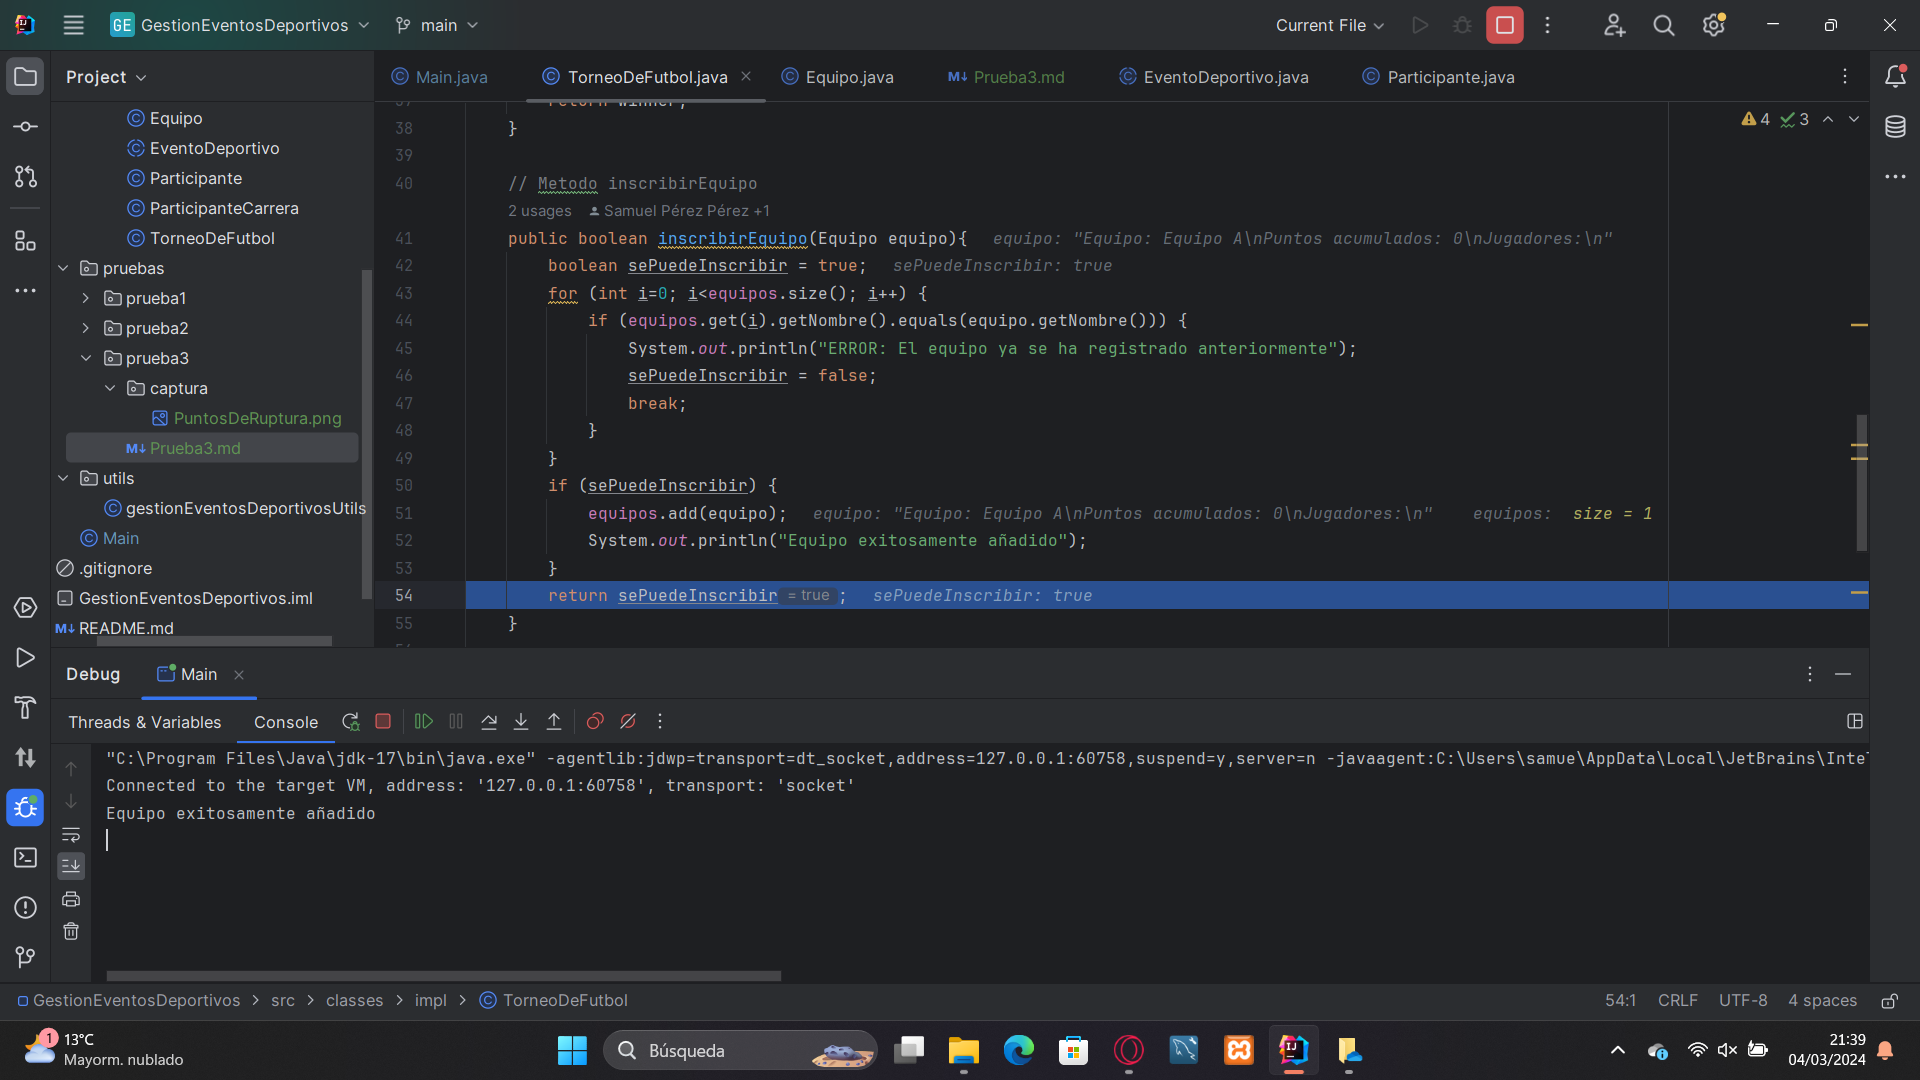 GE GestionEventosDeportivos main Current File
Project
Main.java TorneoDeFutbol.java Equipo.java M↓ Prueba3.md EventoDeportivo.java Participante.java
Equipo
EventoDeportivo
Participante
ParticipanteCarrera
TorneoDeFutbol
pruebas
prueba1
prueba2
prueba3
captura
PuntosDeRuptura.png
M↓ Prueba3.md
utils
gestionEventosDeportivosUtils
Main
.gitignore
GestionEventosDeportivos.iml
M↓ README.md
4 3
37 return winner;
38 }
39
40 // Metodo inscribirEquipo
2 usages Samuel Pérez Pérez +1
41 public boolean inscribirEquipo(Equipo equipo){ equipo: "Equipo: Equipo A\nPuntos acumulados: 0\nJugadores:\n"
42 boolean sePuedeInscribir = true; sePuedeInscribir: true
43 for (int i=0; i<equipos.size(); i++) {
44 if (equipos.get(i).getNombre().equals(equipo.getNombre())) {
45 System.out.println("ERROR: El equipo ya se ha registrado anteriormente");
46 sePuedeInscribir = false;
47 break;
48 }
49 }
50 if (sePuedeInscribir) {
51 equipos.add(equipo); equipo: "Equipo: Equipo A\nPuntos acumulados: 0\nJugadores:\n" equipos: size = 1
52 System.out.println("Equipo exitosamente añadido");
53 }
54 return sePuedeInscribir = true ; sePuedeInscribir: true
55 }
Debug Main
Threads & Variables Console
"C:\Program Files\Java\jdk-17\bin\java.exe" -agentlib:jdwp=transport=dt_socket,address=127.0.0.1:60758,suspend=y,server=n -javaagent:C:\Users\samue\AppData\Local\JetBrains\Inte
Connected to the target VM, address: '127.0.0.1:60758', transport: 'socket'
Equipo exitosamente añadido
GestionEventosDeportivos > src > classes > impl > TorneoDeFutbol 54:1 CRLF UTF-8 4 spaces
1 13°C
Mayorm. nublado
Búsqueda
21:39
04/03/2024